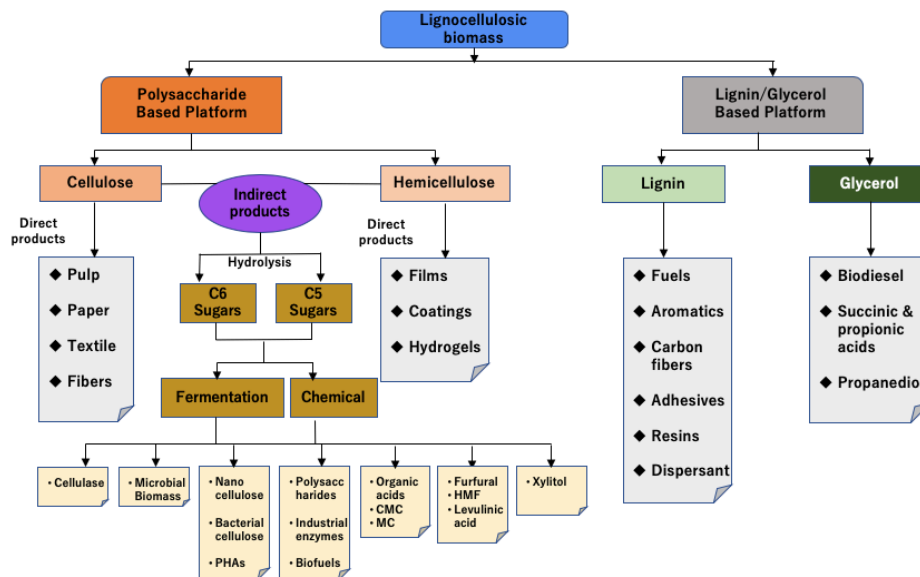 Lignocellulosic
biomass
Polysaccharide
Based Platform
Lignin/Glycerol
Based Platform
Cellulose
Indirect
products
Hemicellulose
Lignin
Glycerol
Direct
products
Direct
products
Hydrolysis
◆ Pulp
◆ Paper
◆ Textile
◆ Fibers
C6
Sugars
C5
Sugars
◆ Films
◆ Coatings
◆ Hydrogels
◆ Fuels
◆ Aromatics
◆ Carbon
fibers
◆ Adhesives
◆ Resins
◆ Dispersant
◆ Biodiesel
◆ Succinic &
propionic
acids
◆ Propanedio
Fermentation
Chemical
• Cellulase
• Microbial
Biomass
• Nano
cellulose
• Bacterial
cellulose
• PHAs
• Polysacc
harides
• Industrial
enzymes
• Biofuels
• Organic
acids
• CMC
• MC
• Furfural
• HMF
• Levulinic
acid
• Xylitol